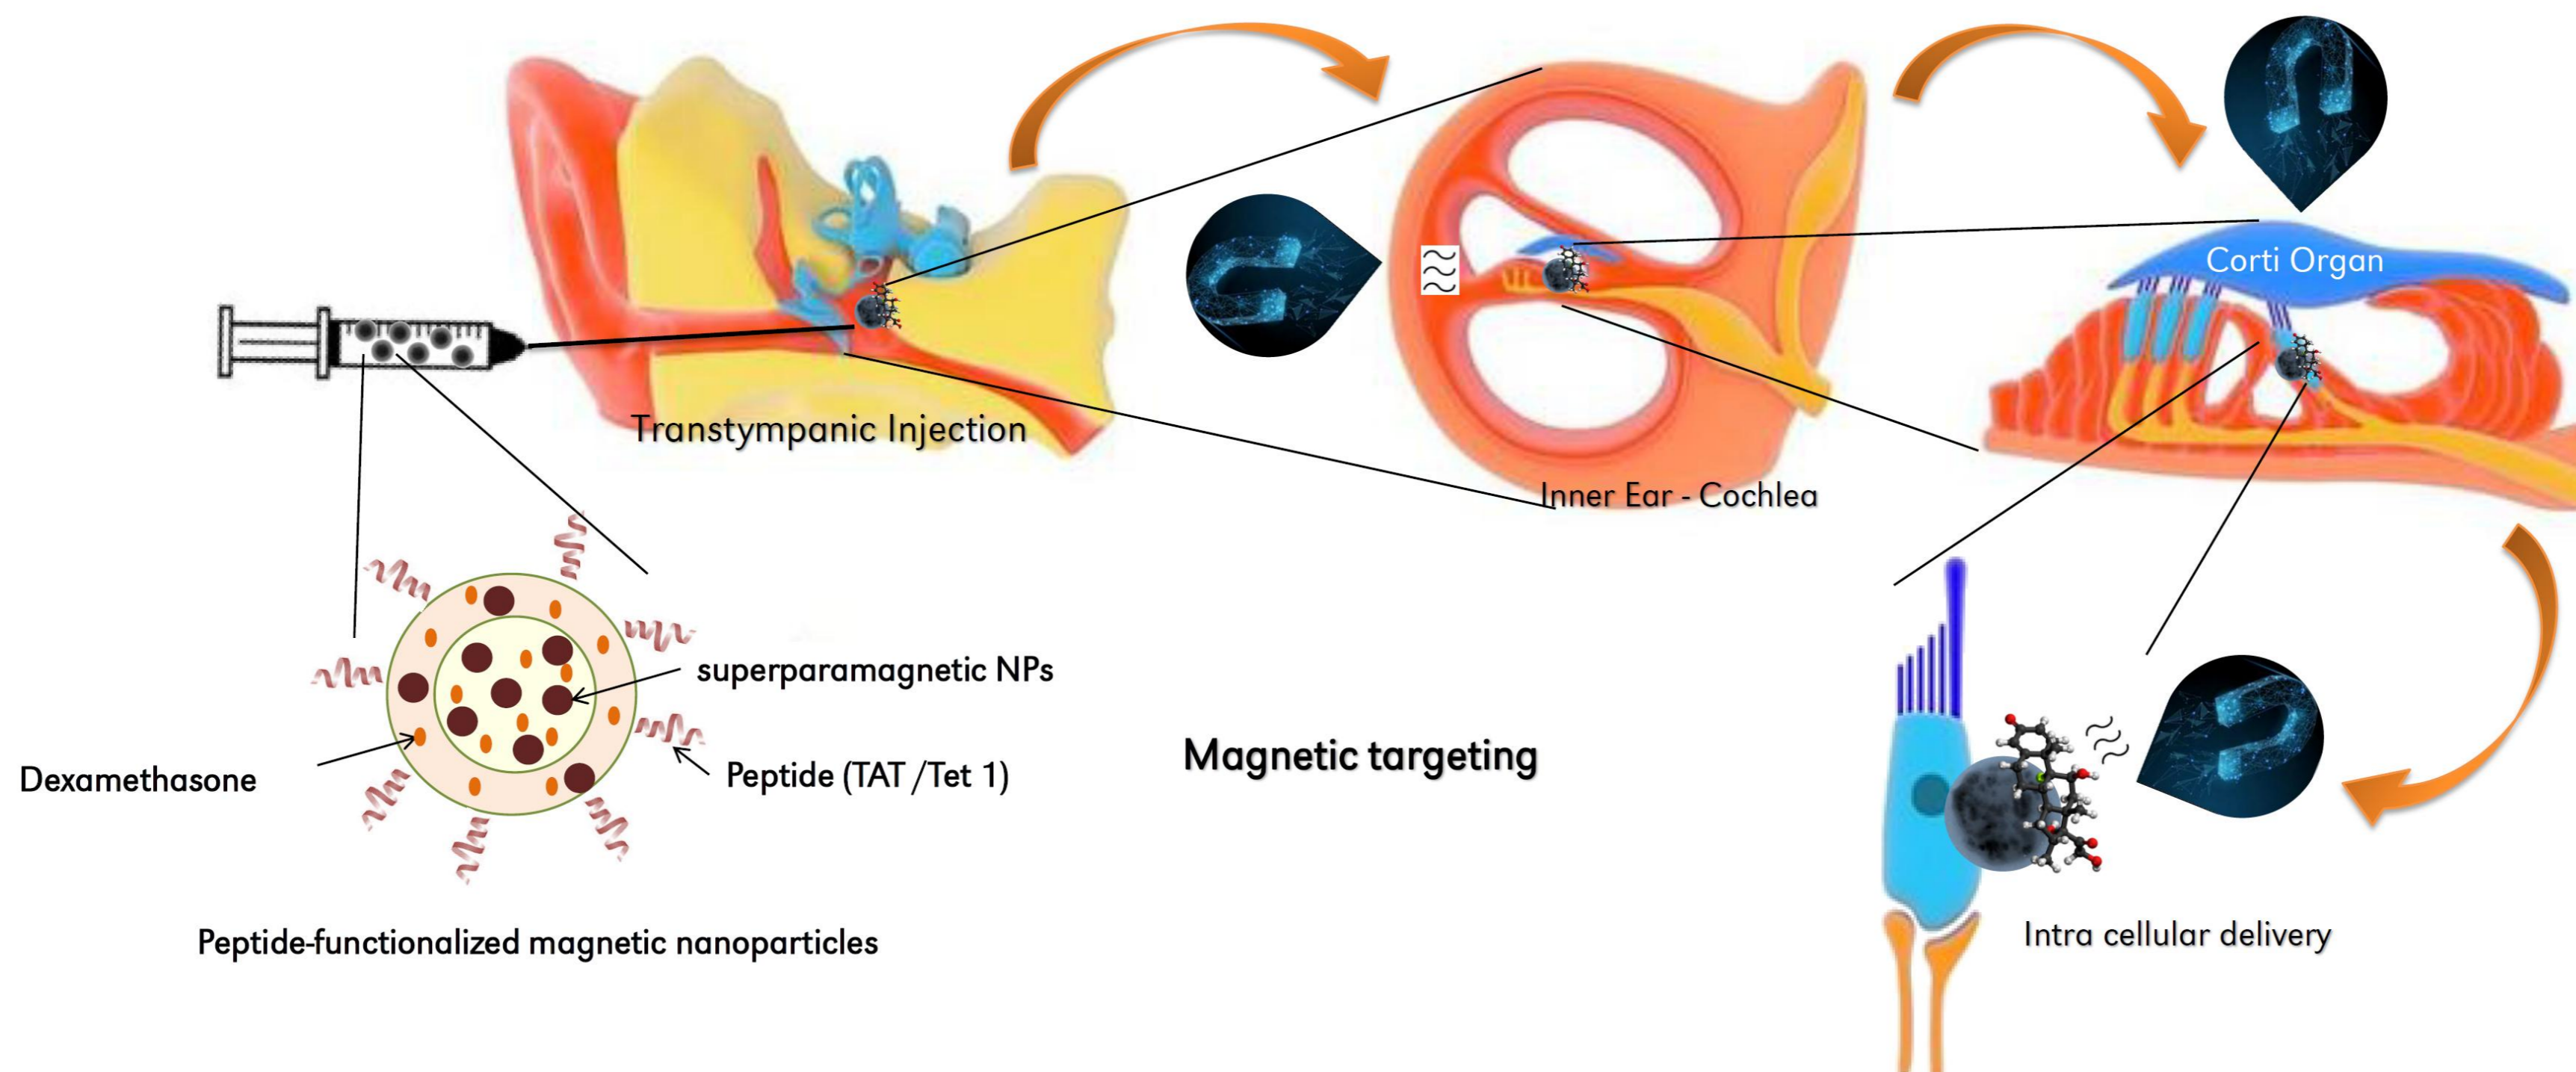 Corti Organ
Transtympanic Injection
Inner Ear - Cochlea
superparamagnetic NPs
Dexamethasone
Peptide (TAT /Tet 1)
Magnetic targeting
Peptide-functionalized magnetic nanoparticles
Intra cellular delivery